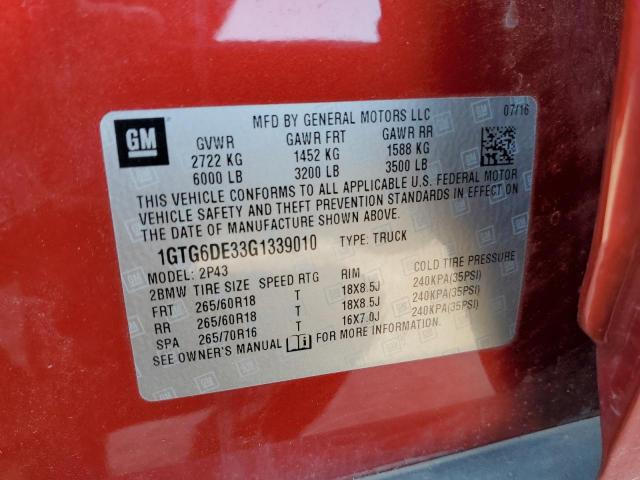 GM
MFD BY GENERAL MOTORS LLC 07/16
GVWR GAWR FRT GAWR RR
2722 KG 1452 KG 1588 KG
6000 LB 3200 LB 3500 LB
THIS VEHICLE CONFORMS TO ALL APPLICABLE U.S. FEDERAL MOTOR
VEHICLE SAFETY AND THEFT PREVENTION STANDARDS IN EFFECT ON
THE DATE OF MANUFACTURE SHOWN ABOVE.
1GTG6DE33G1339010 TYPE: TRUCK
MODEL: 2P43
2BMW TIRE SIZE SPEED RTG RIM COLD TIRE PRESSURE
FRT 265/60R18 T 18X8.5J 240KPA(35PSI)
RR 265/60R18 T 18X8.5J 240KPA(35PSI)
SPA 265/70R16 T 16X7.0J 240KPA(35PSI)
SEE OWNER'S MANUAL FOR MORE INFORMATION.